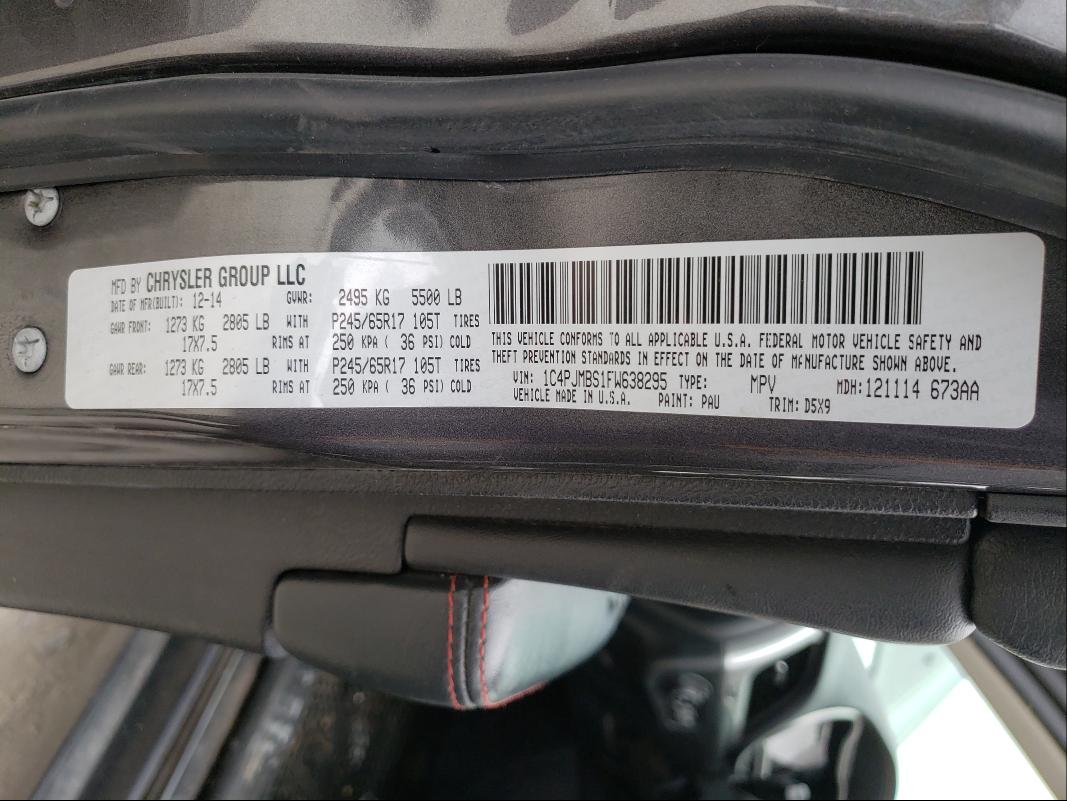 MFD BY CHRYSLER GROUP LLC
DATE OF MFR(BUILT): 12-14 GVWR: 2495 KG 5500 LB
GAWR FRONT: 1273 KG 2805 LB WITH P245/65R17 105T TIRES
17X7.5 RIMS AT 250 KPA ( 36 PSI) COLD
GAWR REAR: 1273 KG 2805 LB WITH P245/65R17 105T TIRES
17X7.5 RIMS AT 250 KPA ( 36 PSI) COLD
THIS VEHICLE CONFORMS TO ALL APPLICABLE U.S.A. FEDERAL MOTOR VEHICLE SAFETY AND
THEFT PREVENTION STANDARDS IN EFFECT ON THE DATE OF MANUFACTURE SHOWN ABOVE.
VIN: 1C4PJMBS1FW638295 TYPE: MPV MDH: 121114 673AA
VEHICLE MADE IN U.S.A. PAINT: PAU TRIM: D5X9